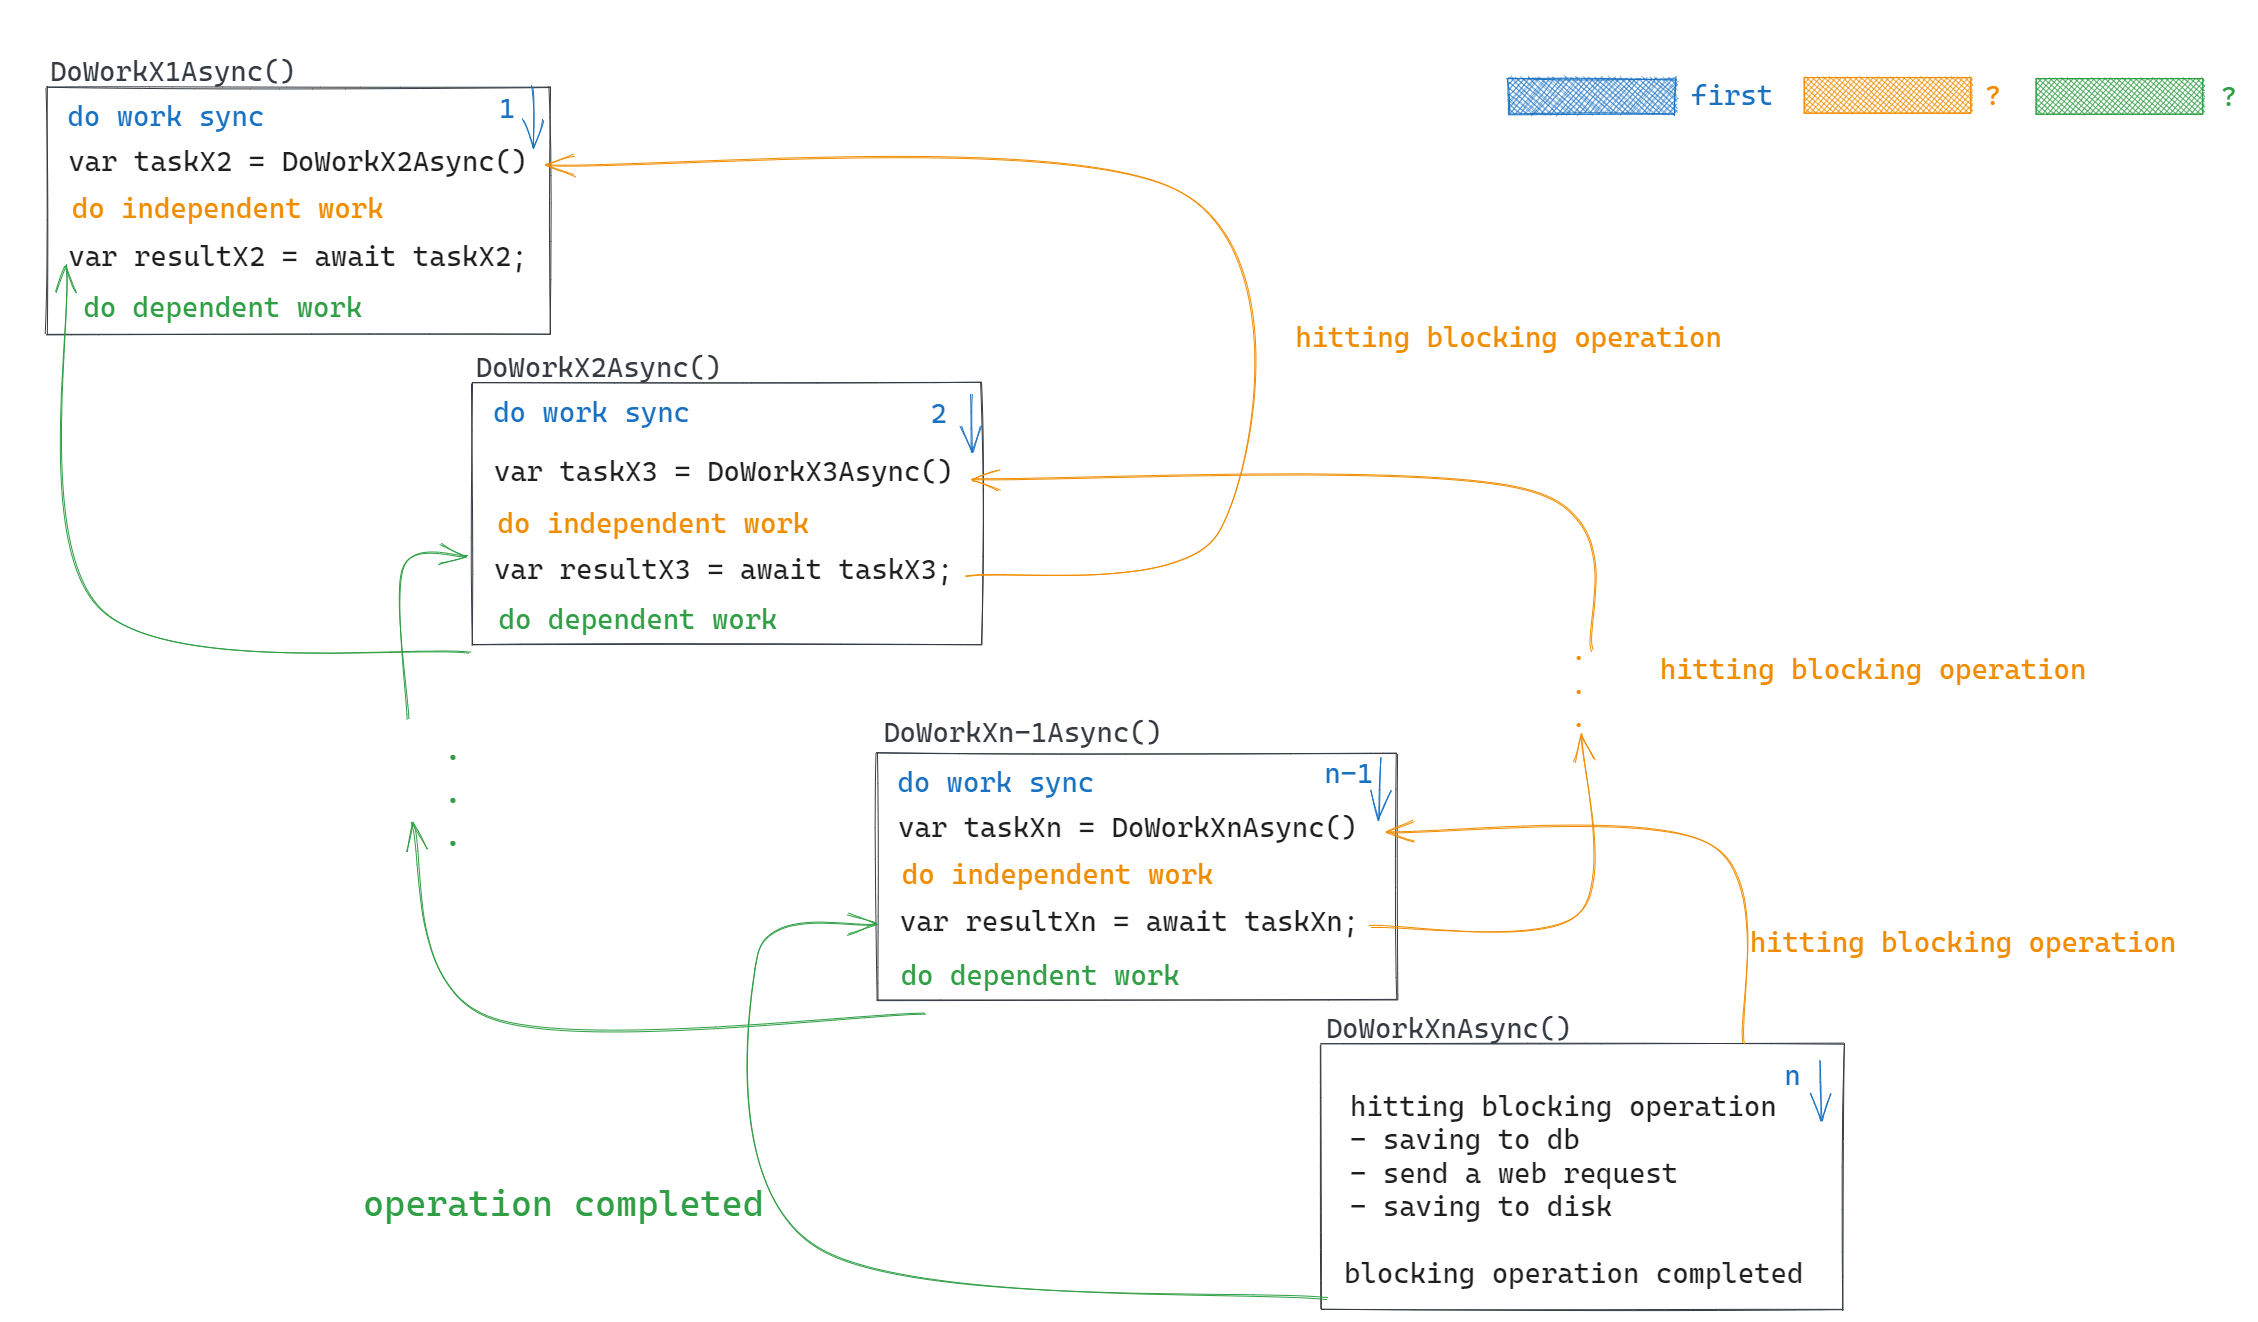 DoWorkX1Async()
first
?
?
do work sync
1
var taskX2 = DoWorkX2Async()
do independent work
var resultX2 = await taskX2;
do dependent work
hitting blocking operation
DoWorkX2Async()
do work sync
2
var taskX3 = DoWorkX3Async()
do independent work
var resultX3 = await taskX3;
do dependent work
hitting blocking operation
DoWorkXn-1Async()
do work sync
n-1
var taskXn = DoWorkXnAsync()
do independent work
var resultXn = await taskXn;
do dependent work
hitting blocking operation
DoWorkXnAsync()
n
hitting blocking operation
- saving to db
- send a web request
- saving to disk
blocking operation completed
operation completed